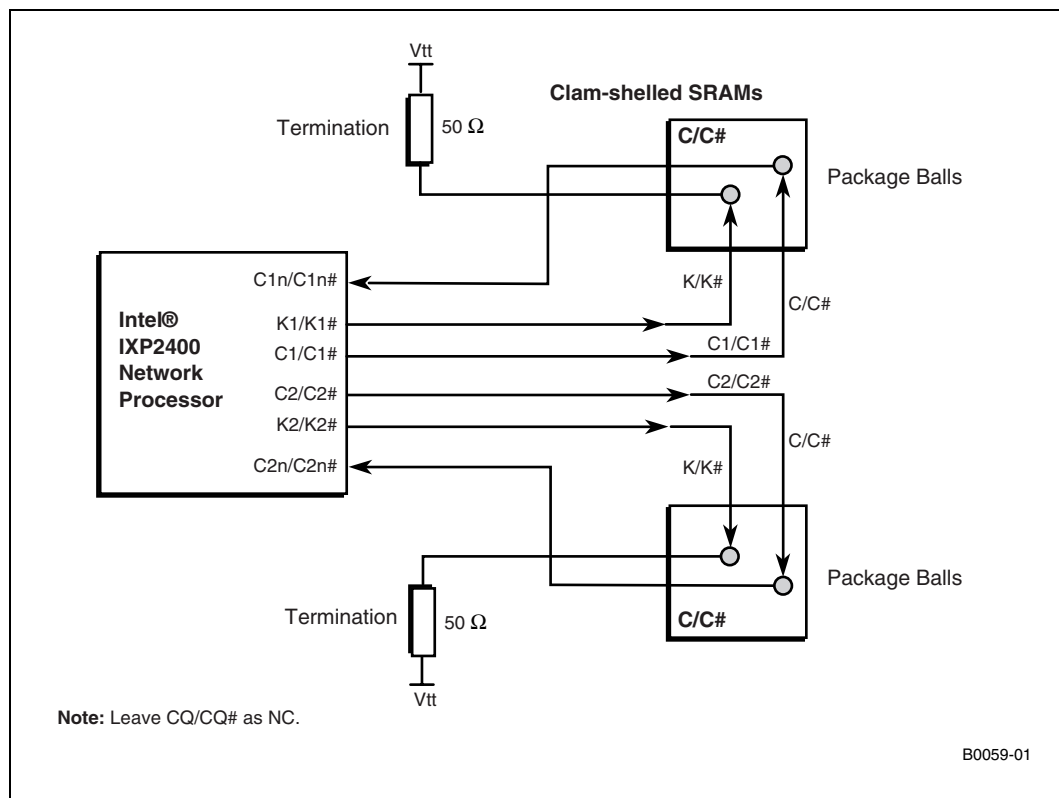 Vtt
Clam-shelled SRAMs
Termination
50 Ω
C/C#
Package Balls
C1n/C1n#
K/K#
C/C#
Intel®
IXP2400
Network
Processor
K1/K1#
C1/C1#
C1/C1#
C2/C2#
C2/C2#
K2/K2#
C/C#
C2n/C2n#
K/K#
Package Balls
Termination
50 Ω
C/C#
Vtt
Note: Leave CQ/CQ# as NC.
B0059-01